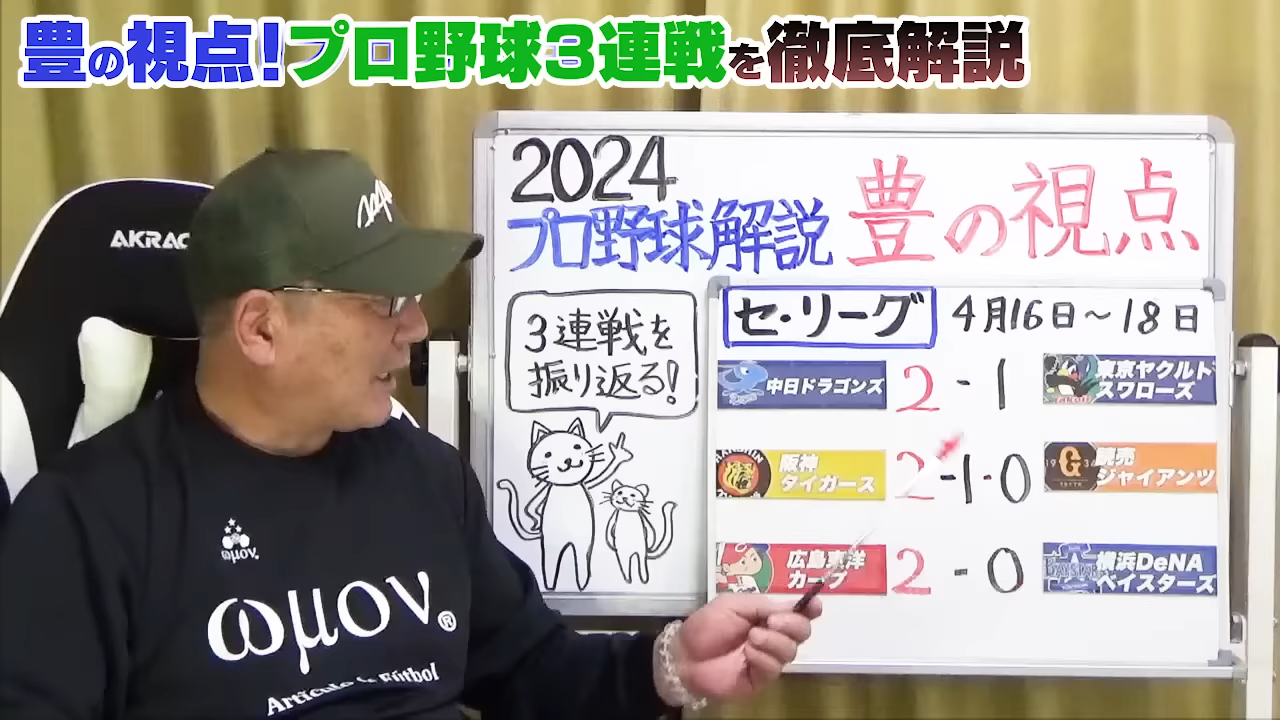 豊の視点!プロ野球3連戦を徹底解説
2024
プロ野球解説 豊の視点
3連戦を
振り返る!
セ・リーグ 4月16日~18日
中日ドラゴンズ 2 - 1 東京ヤクルト
スワローズ
阪神
タイガース 2 - 1 - 0 読売
ジャイアンツ
広島東洋
カープ 2 - 0 横浜DeNA
ベイスターズ
AKRAC
ωμον.
ωμον.®
Artículo de Fútbol